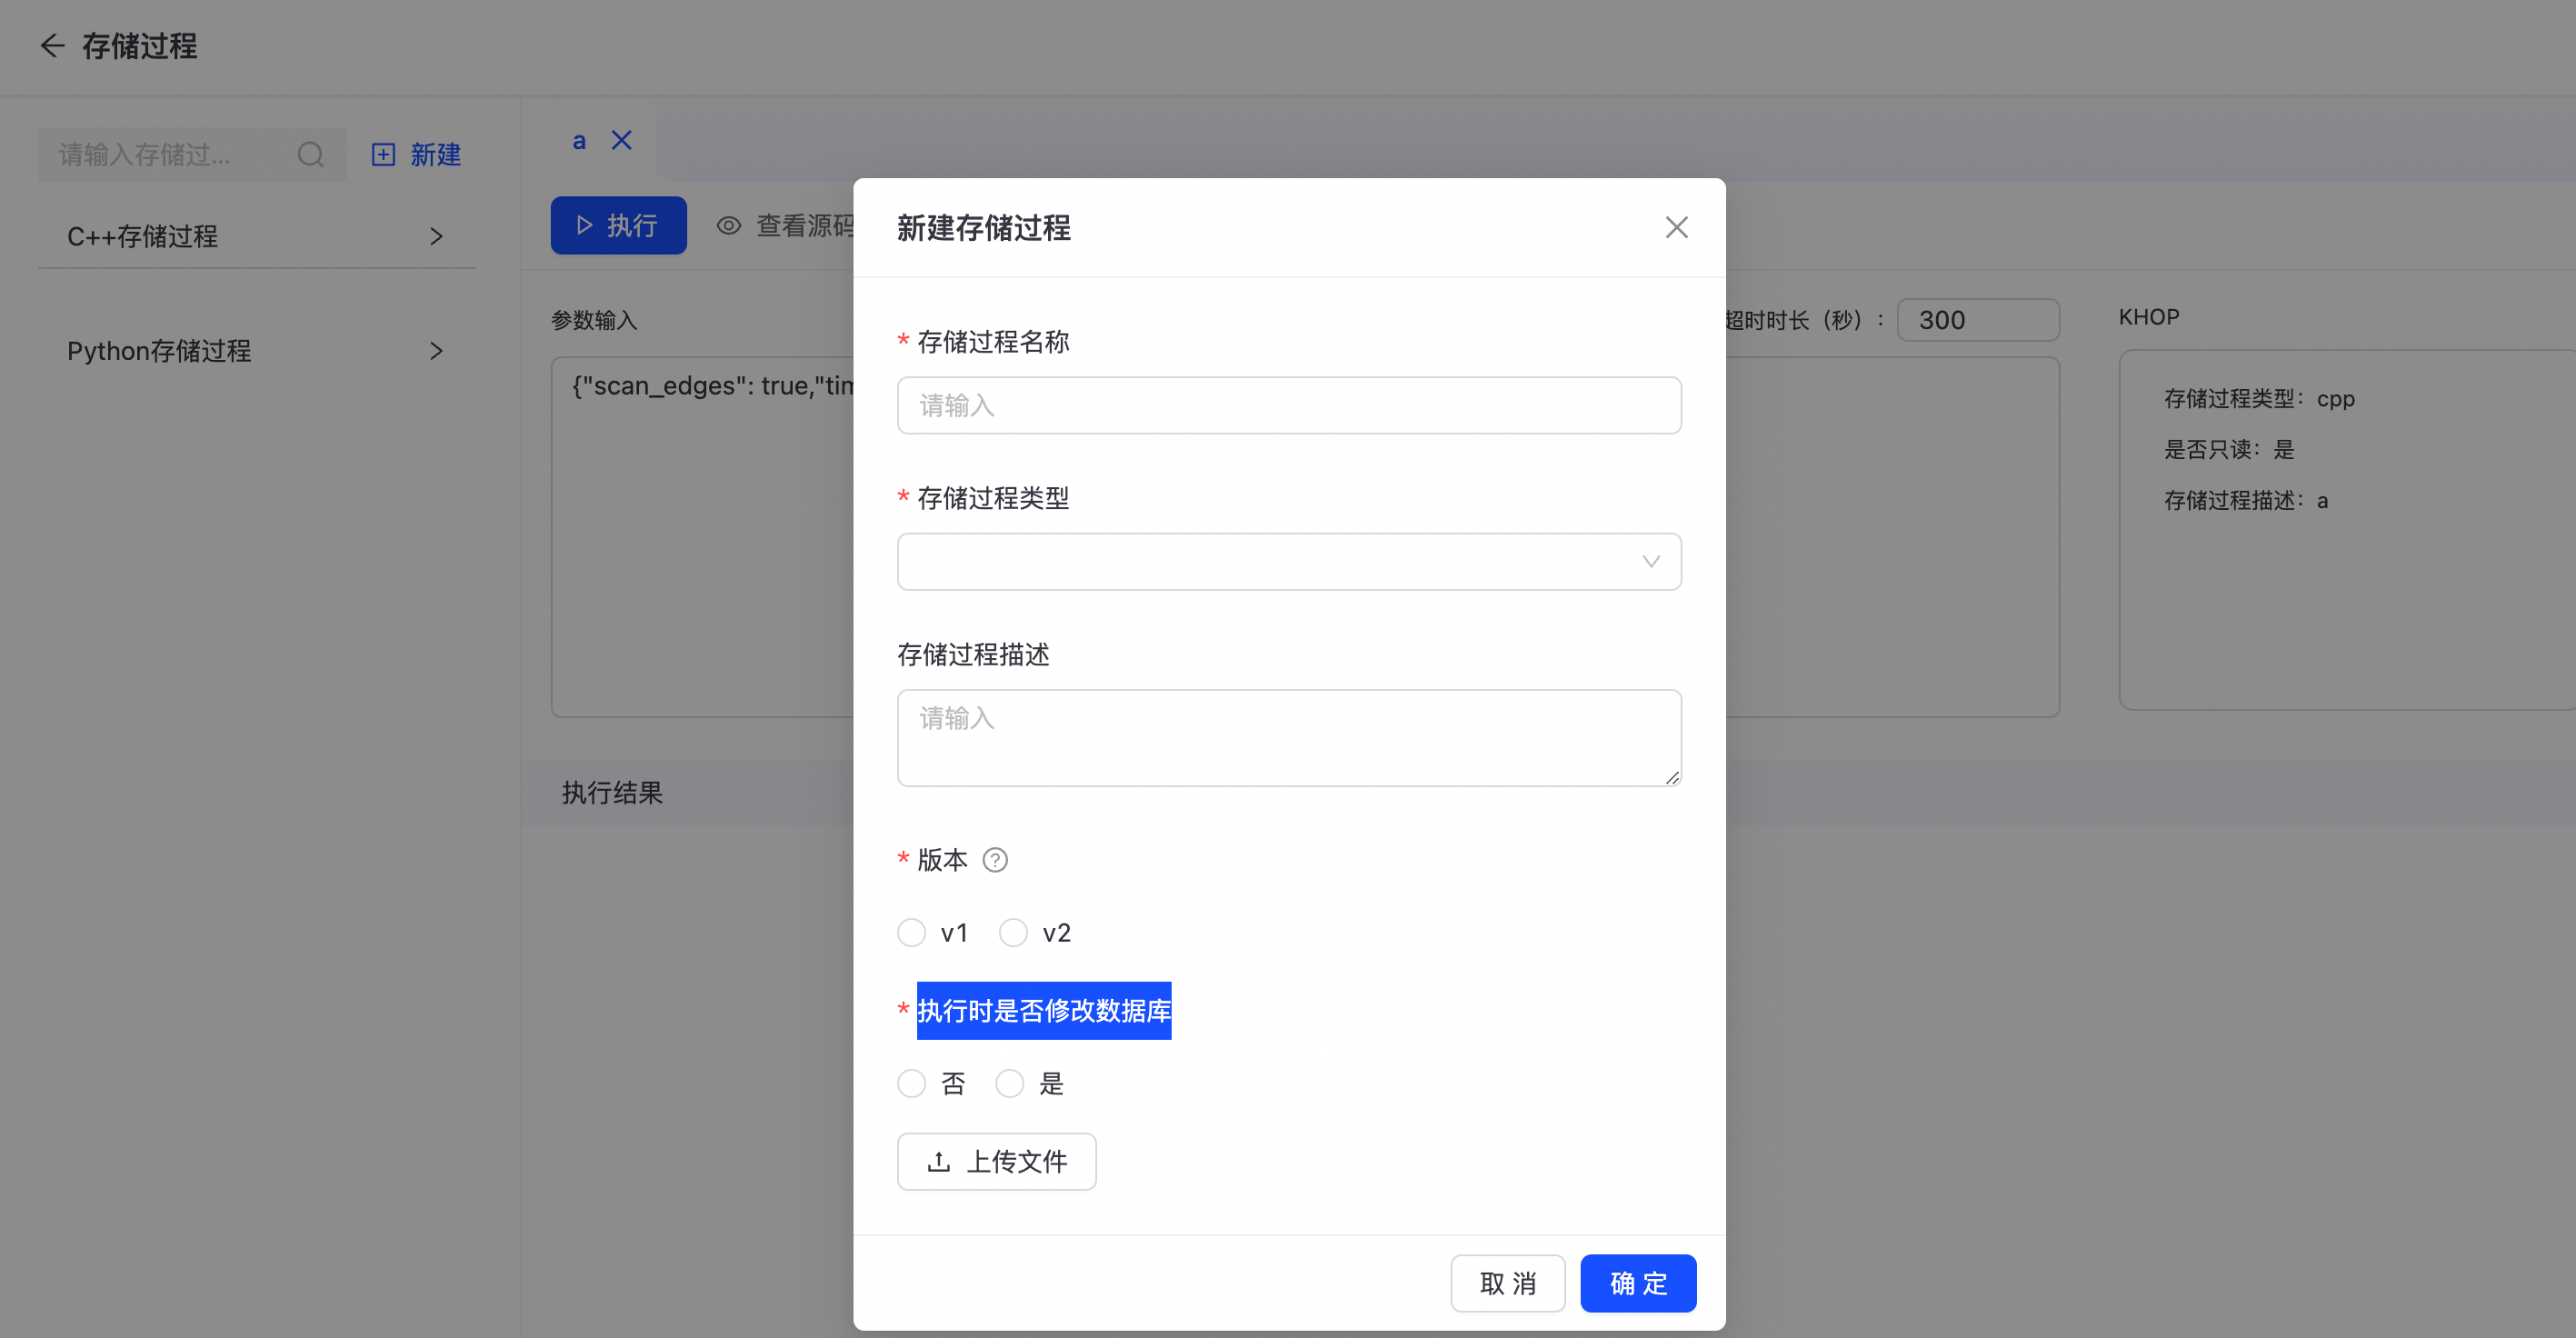 存储过程
请输入存储过...
新建
C++存储过程
Python存储过程
a
执行
查看源码
参数输入
{"scan_edges": true,"tim
超时时长（秒）:
300
KHOP
存储过程类型：cpp
是否只读：是
存储过程描述：a
执行结果
新建存储过程
* 存储过程名称
请输入
* 存储过程类型
存储过程描述
请输入
* 版本
v1 v2
* 执行时是否修改数据库
否 是
上传文件
取 消
确 定